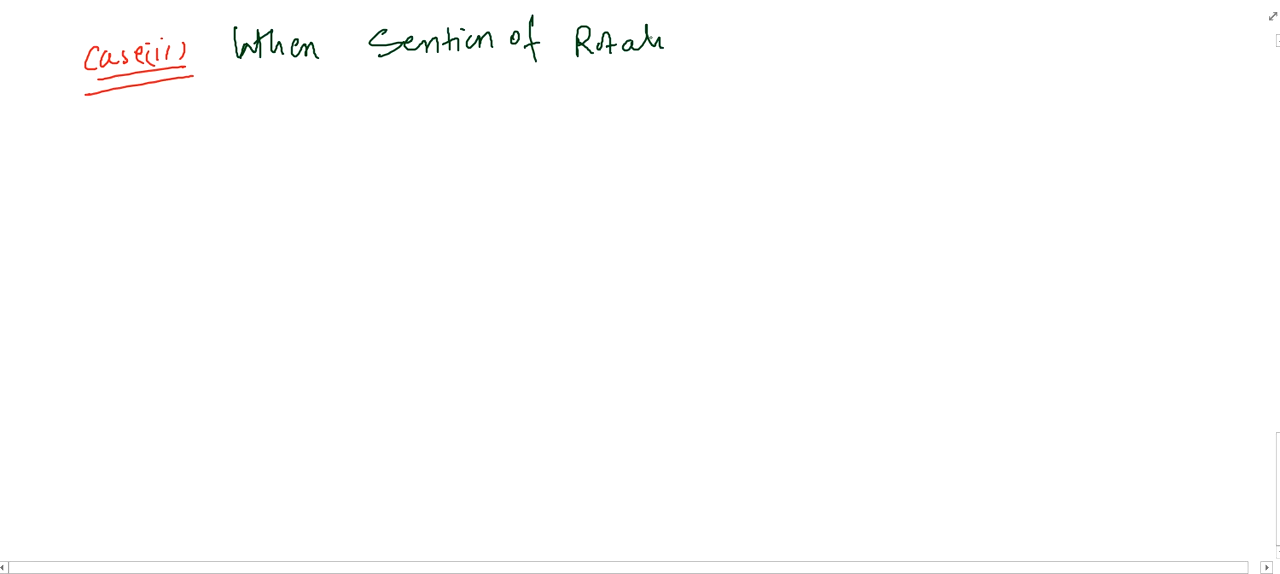 Case(ii) When Sention of Rotati